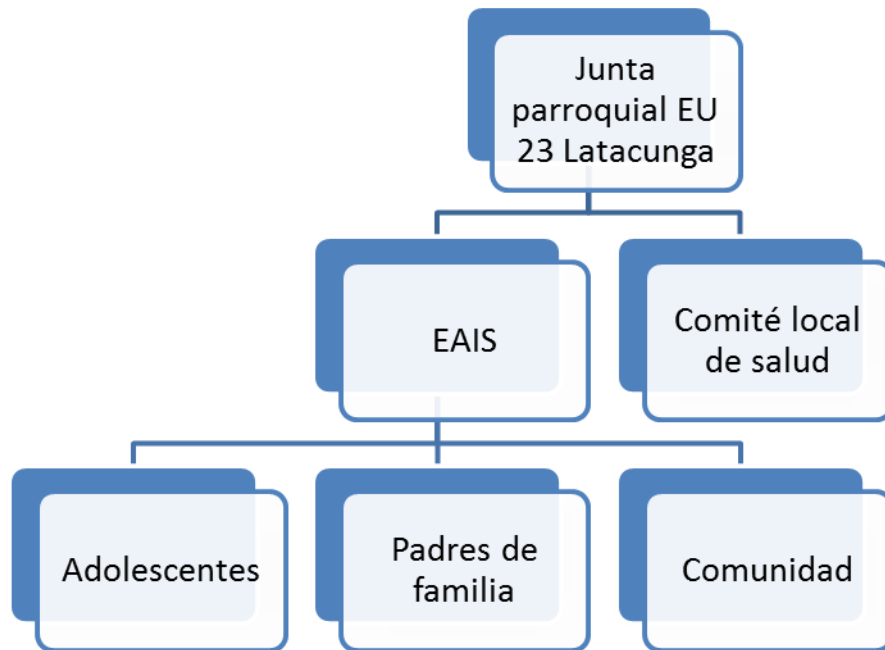 Junta
parroquial EU
23 Latacunga
EAIS
Comité local
de salud
Adolescentes
Padres de
familia
Comunidad